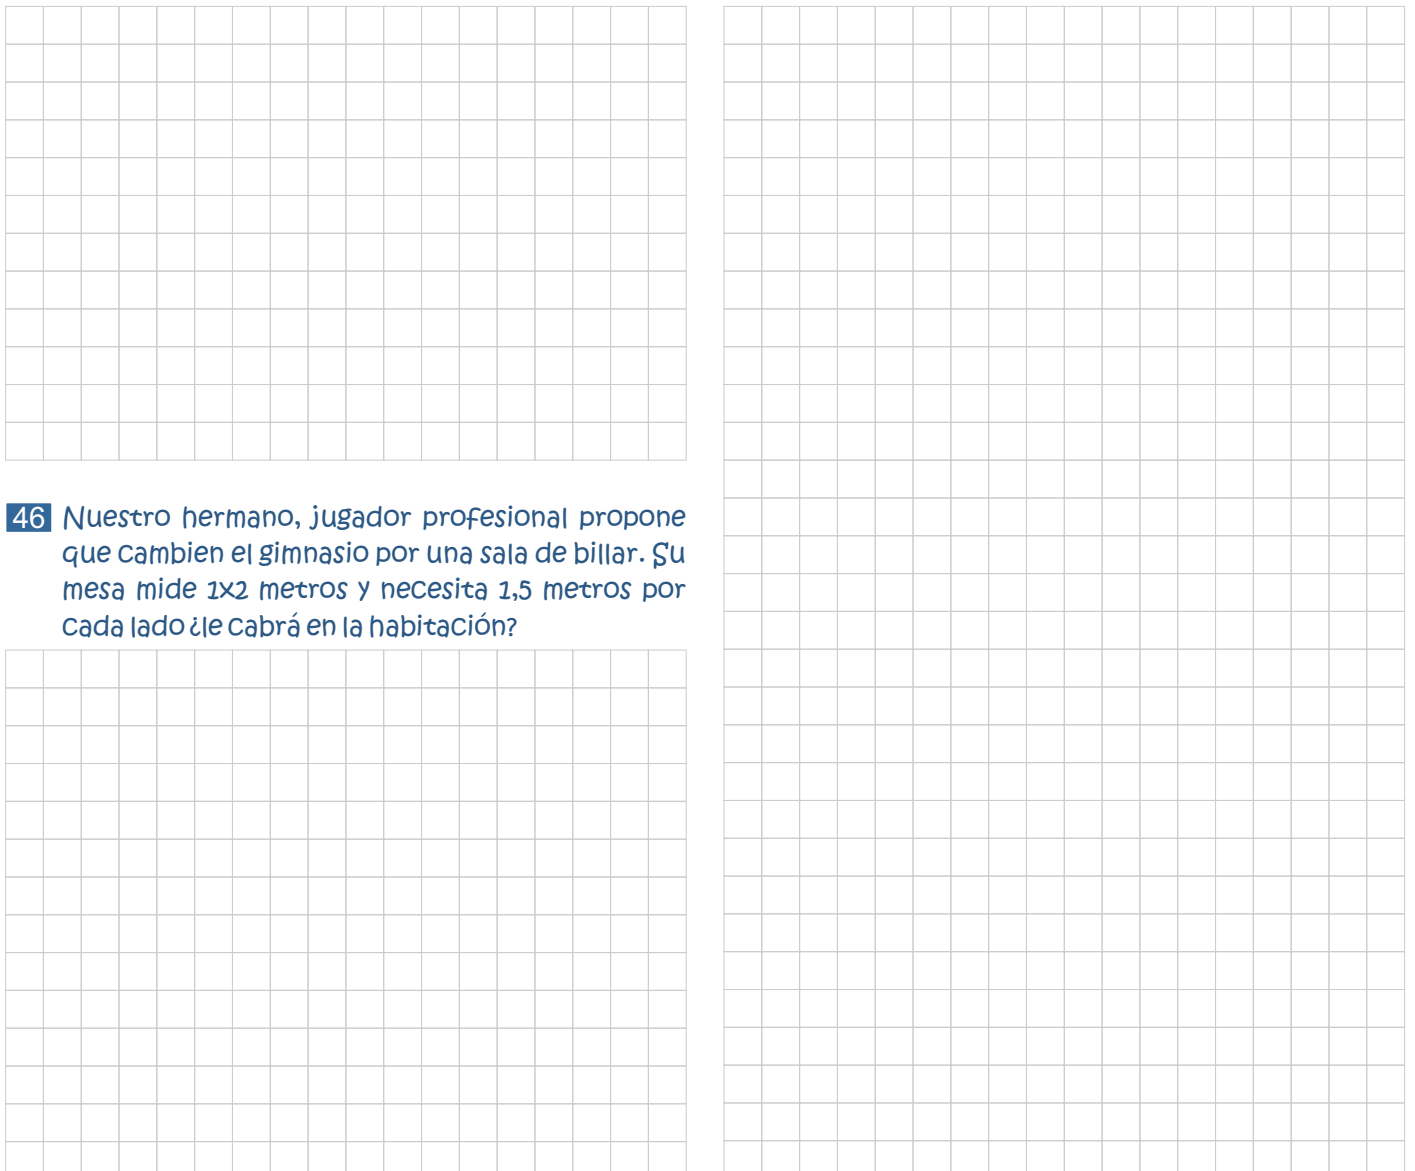 46 Nuestro hermano, jugador profesional propone
que cambien el gimnasio por una sala de billar. Su
mesa mide 1x2 metros y necesita 1,5 metros por
cada lado ¿le cabrá en la habitación?